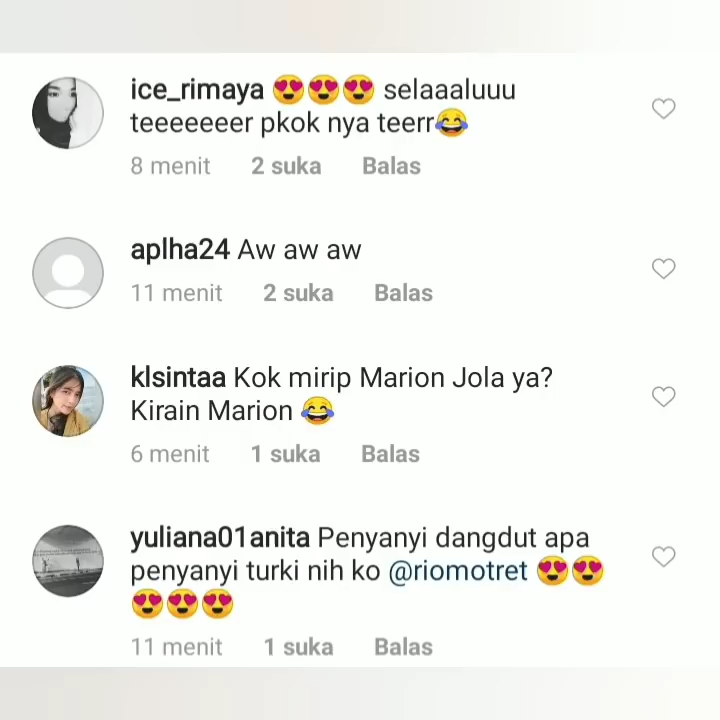 ice_rimaya 😍😍😍 selaaaluuu
teeeeeeer pkok nya teerr😂
8 menit 2 suka Balas
aplha24 Aw aw aw
11 menit 2 suka Balas
klsintaa Kok mirip Marion Jola ya?
Kirain Marion 😂
6 menit 1 suka Balas
yuliana01anita Penyanyi dangdut apa
penyanyi turki nih ko @riomotret 😍😍
😍😍😍
11 menit 1 suka Balas